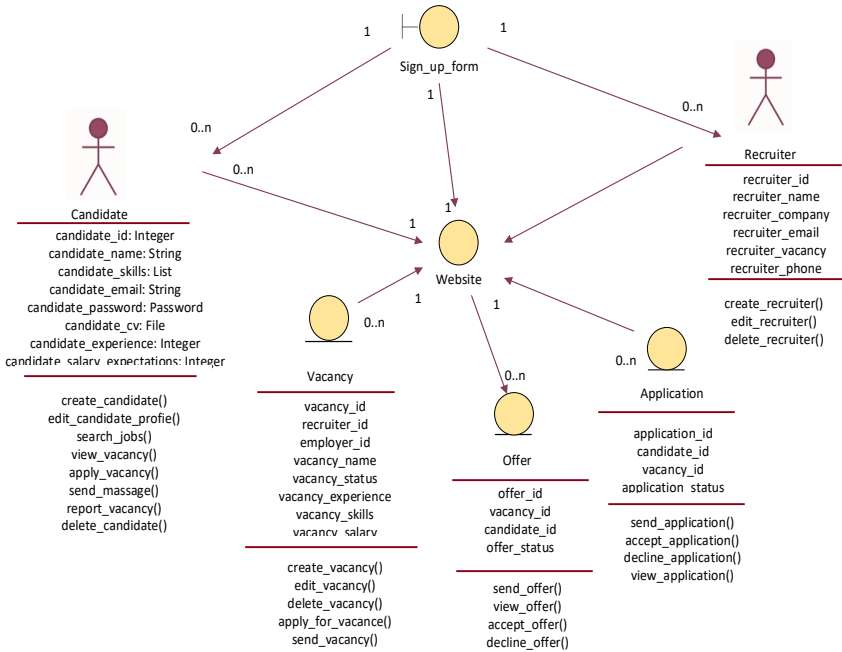 1
1
Sign_up_form
1
0..n
0..n
Recruiter
recruiter_id
recruiter_name
recruiter_company
recruiter_email
recruiter_vacancy
recruiter_phone
create_recruiter()
edit_recruiter()
delete_recruiter()
0..n
Candidate
candidate_id: Integer
candidate_name: String
candidate_skills: List
candidate_email: String
candidate_password: Password
candidate_cv: File
candidate_experience: Integer
candidate_salary_expectations: Integer
create_candidate()
edit_candidate_profie()
search_jobs()
view_vacancy()
apply_vacancy()
send_massage()
report_vacancy()
delete_candidate()
1
1
Website
1
0..n
1
0..n
0..n
Vacancy
vacancy_id
recruiter_id
employer_id
vacancy_name
vacancy_status
vacancy_experience
vacancy_skills
vacancy_salary
create_vacancy()
edit_vacancy()
delete_vacancy()
apply_for_vacance()
send_vacancy()
Offer
offer_id
vacancy_id
candidate_id
offer_status
send_offer()
view_offer()
accept_offer()
decline_offer()
Application
application_id
candidate_id
vacancy_id
application_status
send_application()
accept_application()
decline_application()
view_application()